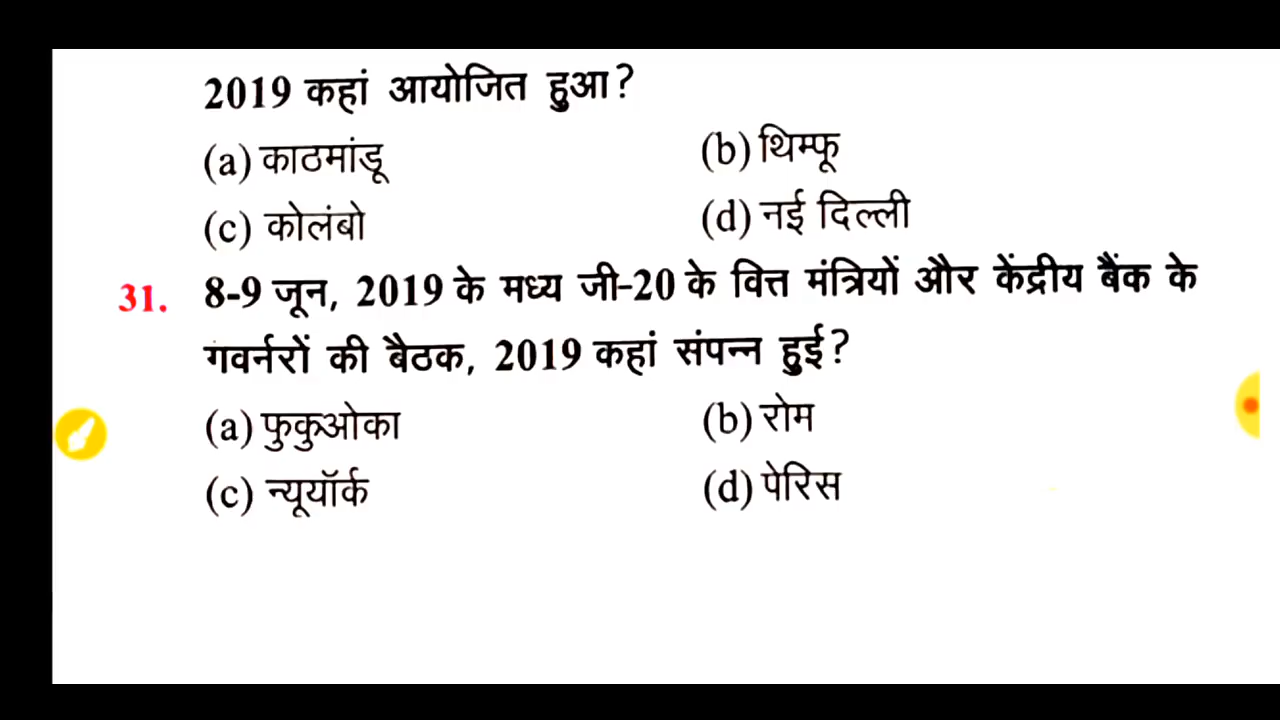 2019 कहां आयोजित हुआ?
(a) काठमांडू (b) थिम्फू
(c) कोलंबो (d) नई दिल्ली
31. 8-9 जून, 2019 के मध्य जी-20 के वित्त मंत्रियों और केंद्रीय बैंक के
गवर्नरों की बैठक, 2019 कहां संपन्न हुई?
(a) फुकुओका (b) रोम
(c) न्यूयॉर्क (d) पेरिस